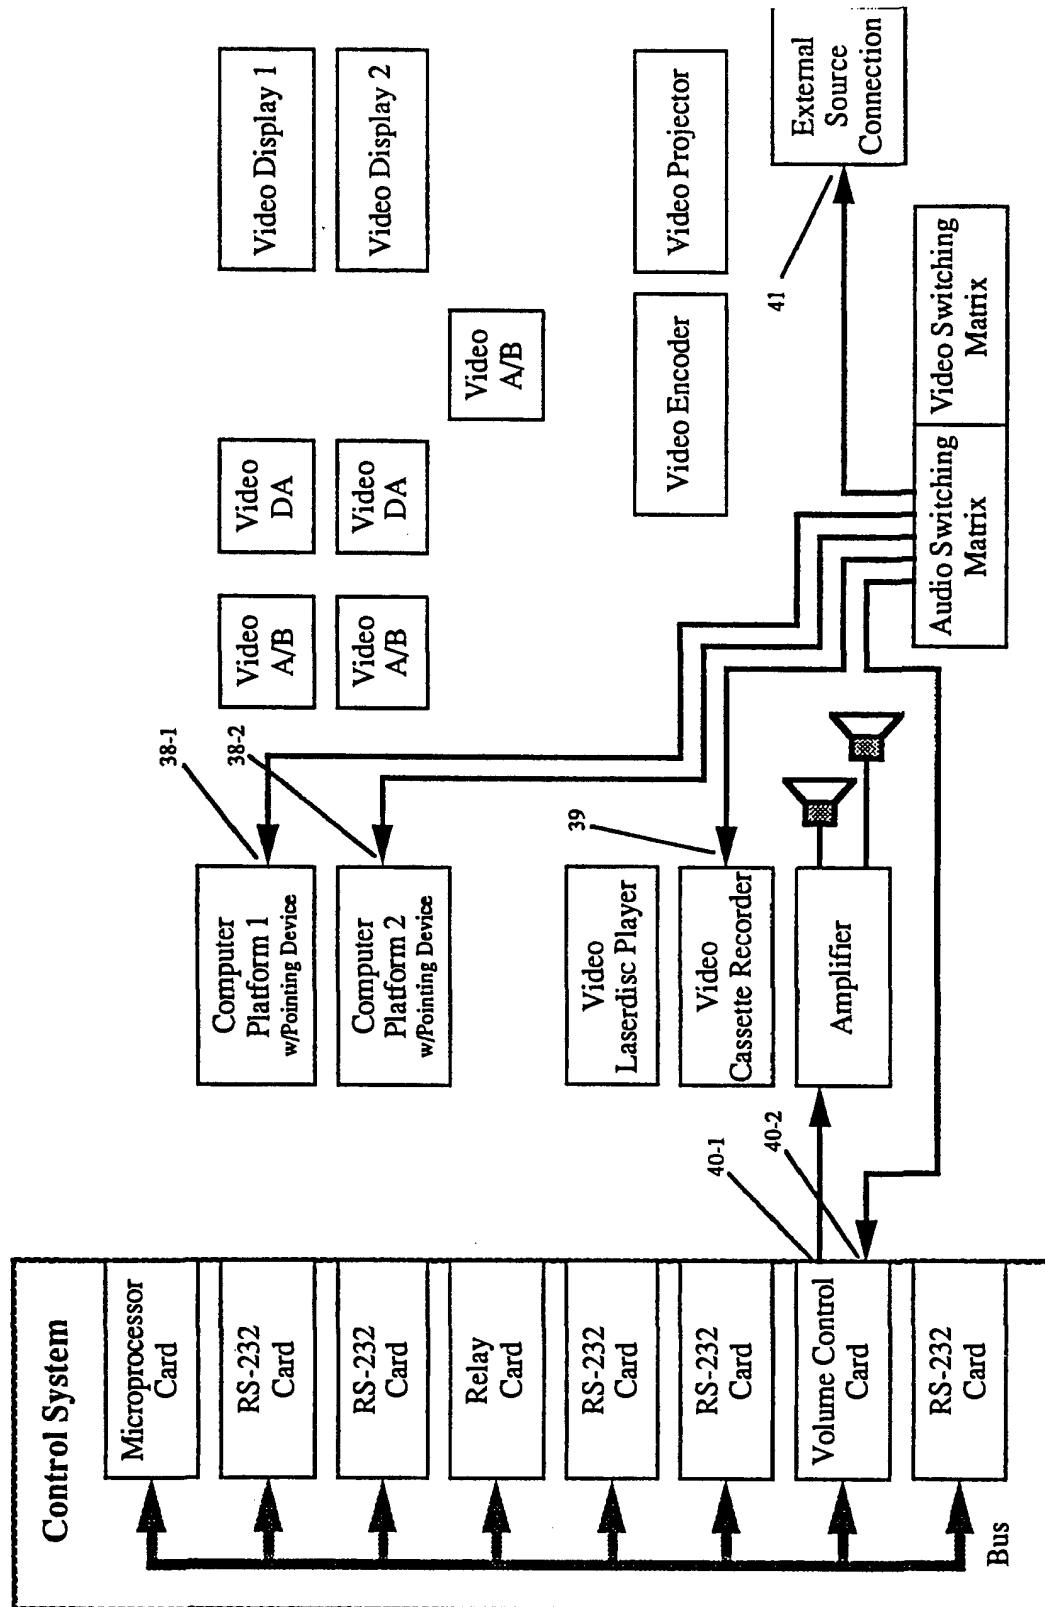 Control System
Microprocessor
Card
RS-232
Card
RS-232
Card
Relay
Card
RS-232
Card
RS-232
Card
Volume Control
Card
RS-232
Card
Bus
40-1
40-2
Computer
Platform 1
w/Pointing Device
Computer
Platform 2
w/Pointing Device
Video
Laserdisc Player
Video
Cassette Recorder
Amplifier
38-1
38-2
39
Video
A/B
Video
A/B
Video
DA
Video
DA
Video
A/B
Video Display 1
Video Display 2
Video Encoder
Video Projector
41
External
Source
Connection
Audio Switching
Matrix
Video Switching
Matrix